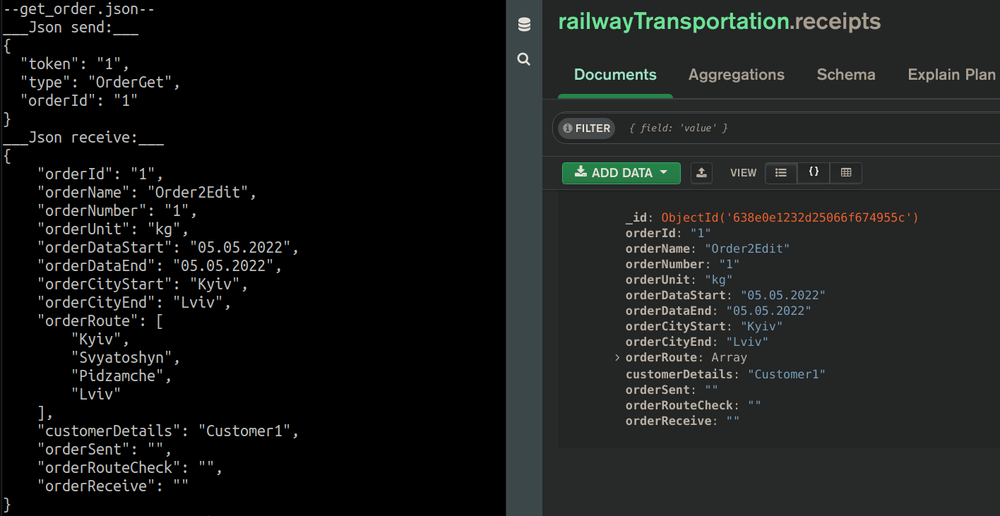 --get_order.json--
___Json send:___
{
  "token": "1",
  "type": "OrderGet",
  "orderId": "1"
}
___Json receive:___
{
    "orderId": "1",
    "orderName": "Order2Edit",
    "orderNumber": "1",
    "orderUnit": "kg",
    "orderDataStart": "05.05.2022",
    "orderDataEnd": "05.05.2022",
    "orderCityStart": "Kyiv",
    "orderCityEnd": "Lviv",
    "orderRoute": [
        "Kyiv",
        "Svyatoshyn",
        "Pidzamche",
        "Lviv"
    ],
    "customerDetails": "Customer1",
    "orderSent": "",
    "orderRouteCheck": "",
    "orderReceive": ""
}
railwayTransportation.receipts
Documents Aggregations Schema Explain Plan
FILTER { field: 'value' }
ADD DATA VIEW {}
_id: ObjectId('638e0e1232d25066f674955c')
orderId: "1"
orderName: "Order2Edit"
orderNumber: "1"
orderUnit: "kg"
orderDataStart: "05.05.2022"
orderDataEnd: "05.05.2022"
orderCityStart: "Kyiv"
orderCityEnd: "Lviv"
> orderRoute: Array
customerDetails: "Customer1"
orderSent: ""
orderRouteCheck: ""
orderReceive: ""